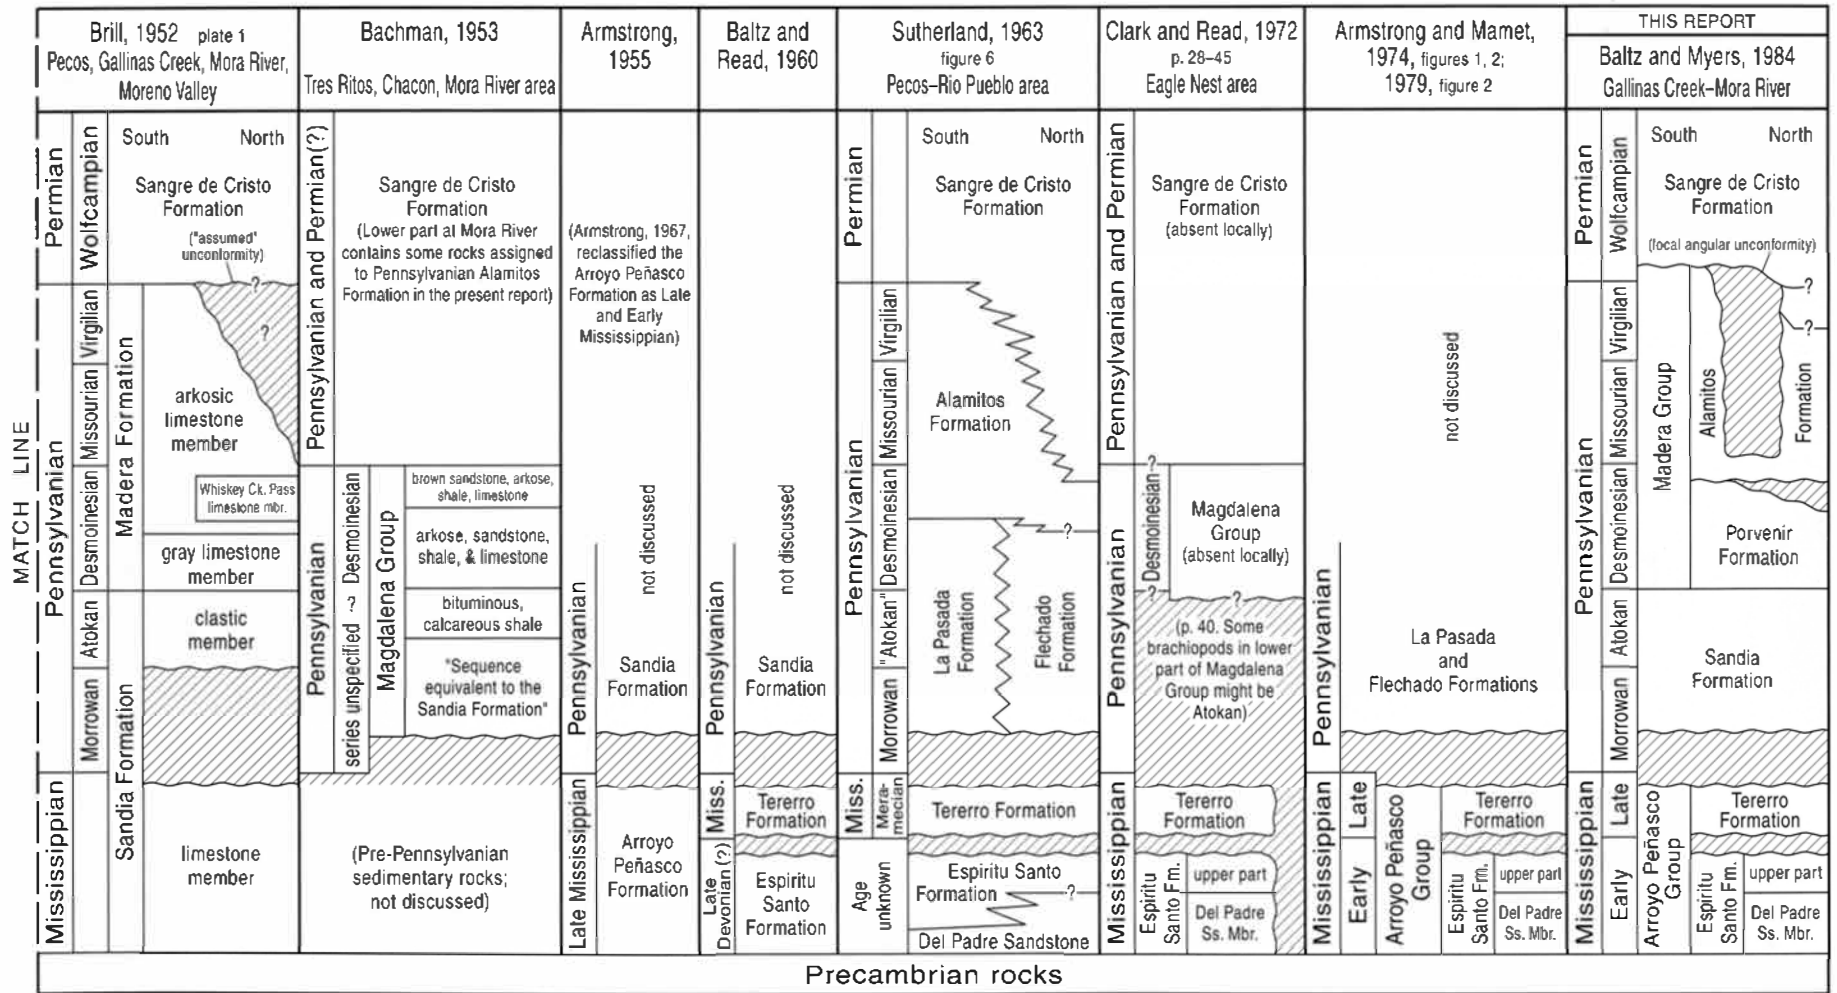 MATCH LINE
Brill, 1952 plate 1
Pecos, Gallinas Creek, Mora River,
Moreno Valley
Permian
Wolfcampian
Pennsylvanian
Virgilian
Missourian
Desmoinesian
Atokan
Morrowan
Mississippian
Madera Formation
Sandia Formation
South North
Sangre de Cristo
Formation
("assumed"
unconformity)
?
?
arkosic
limestone
member
Whiskey Ck. Pass
limestone mbr.
gray limestone
member
clastic
member
limestone
member
Bachman, 1953
Tres Ritos, Chacon, Mora River area
Pennsylvanian and Permian(?)
Pennsylvanian
series unspecified -?- Desmoinesian
Magdalena Group
Sangre de Cristo
Formation
(Lower part at Mora River
contains some rocks assigned
to Pennsylvanian Alamitos
Formation in the present report)
brown sandstone, arkose,
shale, limestone
arkose, sandstone,
shale, & limestone
bituminous,
calcareous shale
"Sequence
equivalent to the
Sandia Formation"
(Pre-Pennsylvanian
sedimentary rocks;
not discussed)
Armstrong,
1955
(Armstrong, 1967,
reclassified the
Arroyo Peñasco
Formation as Late
and Early
Mississippian)
not discussed
Pennsylvanian
Late Mississippian
Sandia
Formation
Arroyo
Peñasco
Formation
Baltz and
Read, 1960
not discussed
Pennsylvanian
Miss.
Late
Devonian(?)
Sandia
Formation
Tererro
Formation
Espiritu
Santo
Formation
Sutherland, 1963
figure 6
Pecos-Rio Pueblo area
Permian
Pennsylvanian
Virgilian
Missourian
Desmoinesian
"Atokan"
Morrowan
Miss.
Mera-
mecian
Age
unknown
South North
Sangre de Cristo
Formation
Alamitos
Formation
?
La Pasada
Formation
Flechado
Formation
Tererro Formation
Espiritu Santo
Formation
?
Del Padre Sandstone
Clark and Read, 1972
p. 28–45
Eagle Nest area
Pennsylvanian and Permian
Pennsylvanian
Desmoinesian
Mississippian
Sangre de Cristo
Formation
(absent locally)
?
Magdalena
Group
(absent locally)
?
?
(p. 40. Some
brachiopods in lower
part of Magdalena
Group might be
Atokan)
Tererro
Formation
Espiritu
Santo Fm.
upper part
Del Padre
Ss. Mbr.
Armstrong and Mamet,
1974, figures 1, 2;
1979, figure 2
not discussed
Pennsylvanian
Mississippian
Late
Early
La Pasada
and
Flechado Formations
Arroyo Peñasco
Group
Tererro
Formation
Espiritu
Santo Fm.
upper part
Del Padre
Ss. Mbr.
THIS REPORT
Baltz and Myers, 1984
Gallinas Creek–Mora River
Permian
Wolfcampian
Pennsylvanian
Virgilian
Missourian
Desmoinesian
Atokan
Morrowan
Mississippian
Late
Early
South North
Sangre de Cristo
Formation
(local angular unconformity)
?
?
Madera Group
Alamitos
Formation
Porvenir
Formation
Sandia
Formation
Arroyo Peñasco
Group
Tererro
Formation
Espiritu
Santo Fm.
upper part
Del Padre
Ss. Mbr.
Precambrian rocks